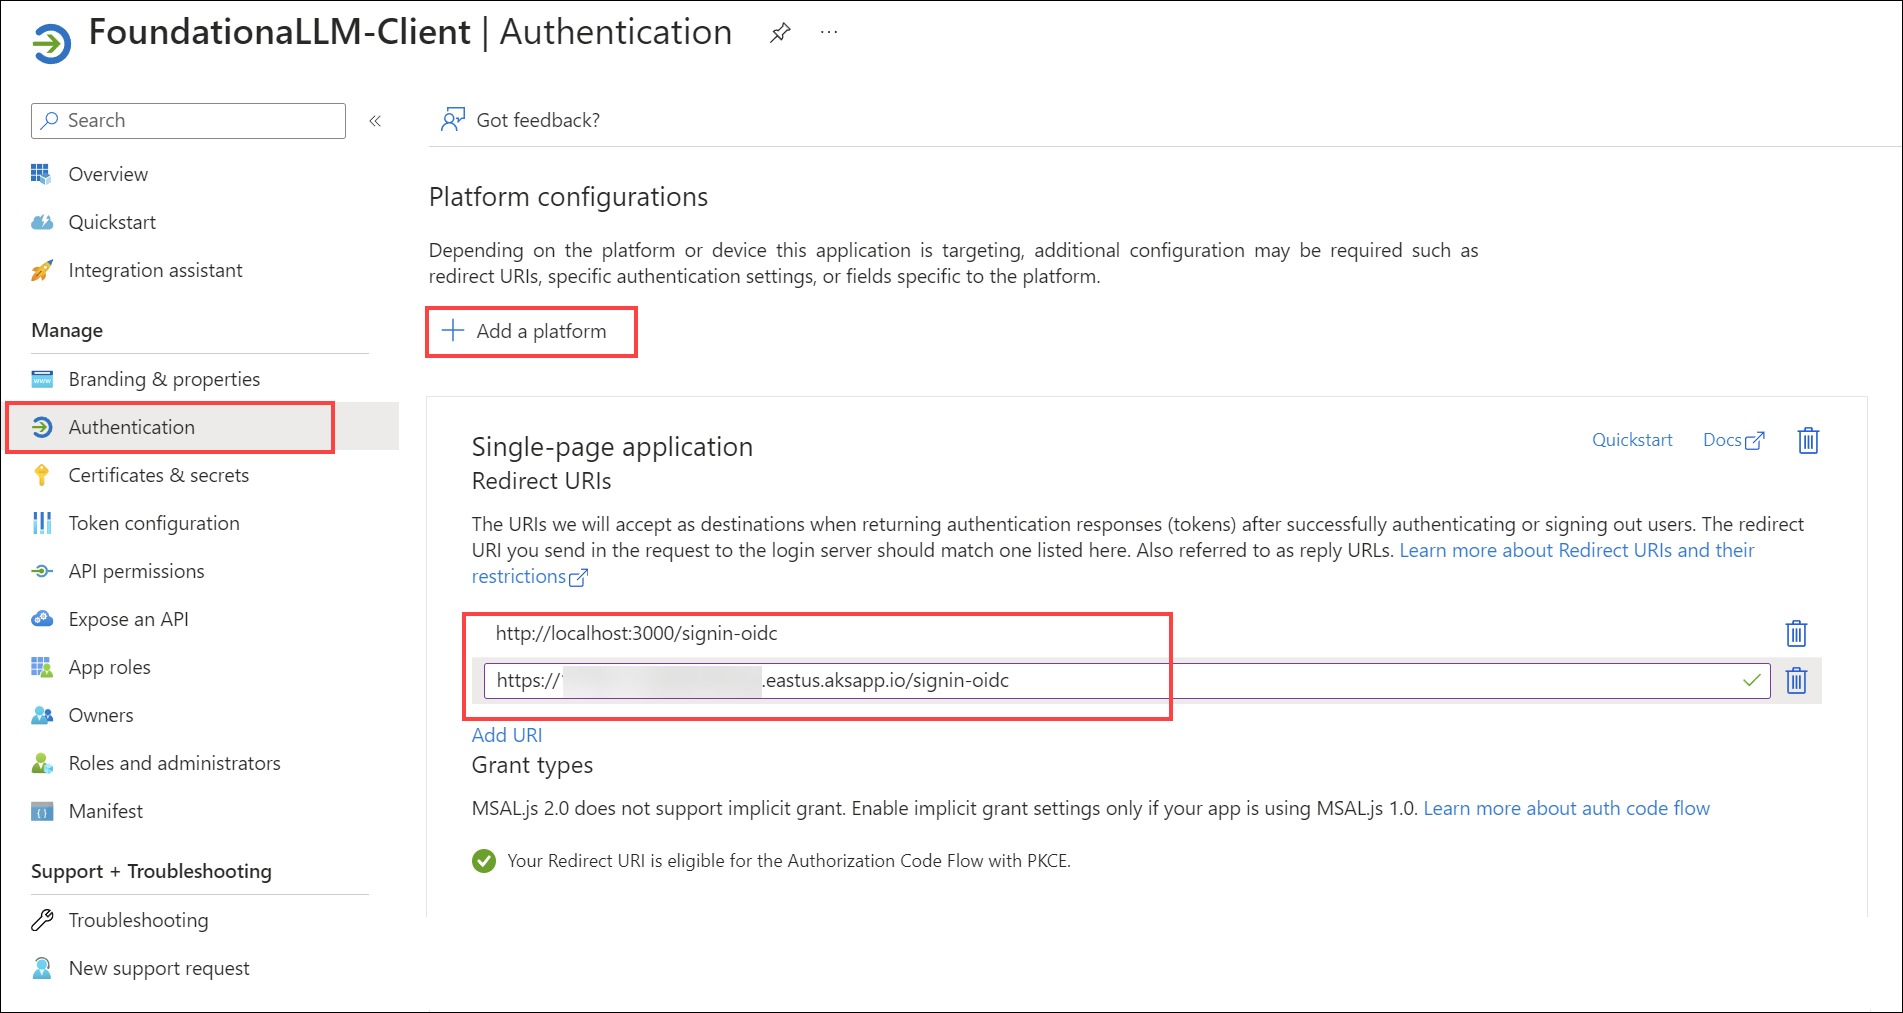 FoundationaLLM-Client | Authentication
Search
Got feedback?
Overview
Quickstart
Integration assistant
Manage
Branding & properties
Authentication
Certificates & secrets
Token configuration
API permissions
Expose an API
App roles
Owners
Roles and administrators
Manifest
Support + Troubleshooting
Troubleshooting
New support request
Platform configurations
Depending on the platform or device this application is targeting, additional configuration may be required such as
redirect URIs, specific authentication settings, or fields specific to the platform.
Add a platform
Single-page application
Quickstart
Docs
Redirect URIs
The URIs we will accept as destinations when returning authentication responses (tokens) after successfully authenticating or signing out users. The redirect
URI you send in the request to the login server should match one listed here. Also referred to as reply URLs. Learn more about Redirect URIs and their
restrictions
http://localhost:3000/signin-oidc
https:// .eastus.aksapp.io/signin-oidc
Add URI
Grant types
MSAL.js 2.0 does not support implicit grant. Enable implicit grant settings only if your app is using MSAL.js 1.0. Learn more about auth code flow
Your Redirect URI is eligible for the Authorization Code Flow with PKCE.